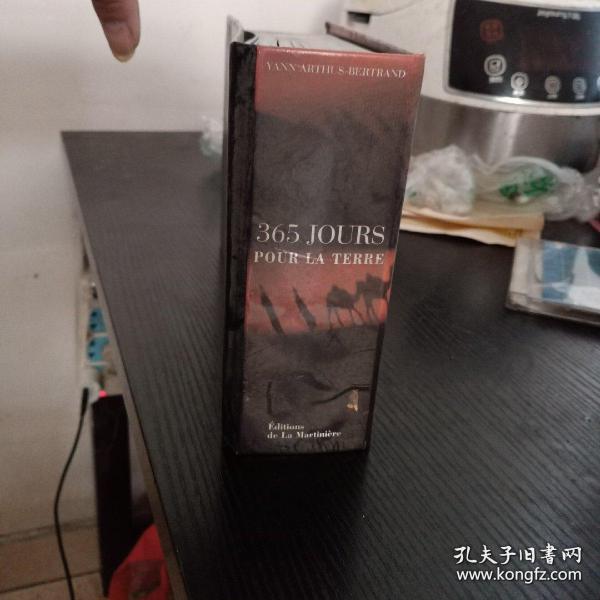 YANN ARTHUS-BERTRAND
365 JOURS
POUR LA TERRE
Éditions
de La Martinière
孔夫子旧书网
www.kongfz.com